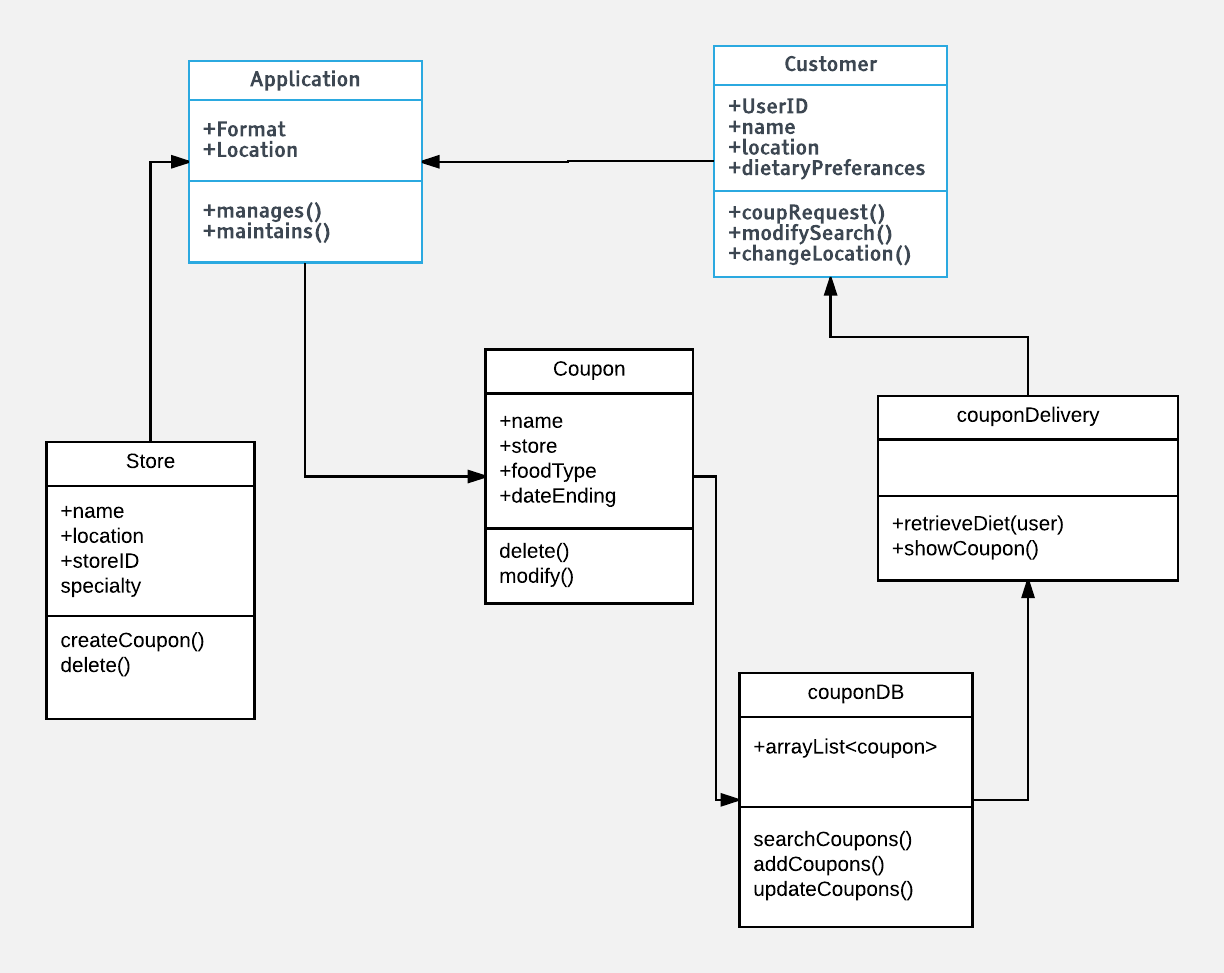 Application
+Format
+Location
+manages()
+maintains()
Customer
+UserID
+name
+location
+dietaryPreferances
+coupRequest()
+modifySearch()
+changeLocation()
Coupon
+name
+store
+foodType
+dateEnding
delete()
modify()
couponDelivery
+retrieveDiet(user)
+showCoupon()
Store
+name
+location
+storeID
specialty
createCoupon()
delete()
couponDB
+arrayList<coupon>
searchCoupons()
addCoupons()
updateCoupons()